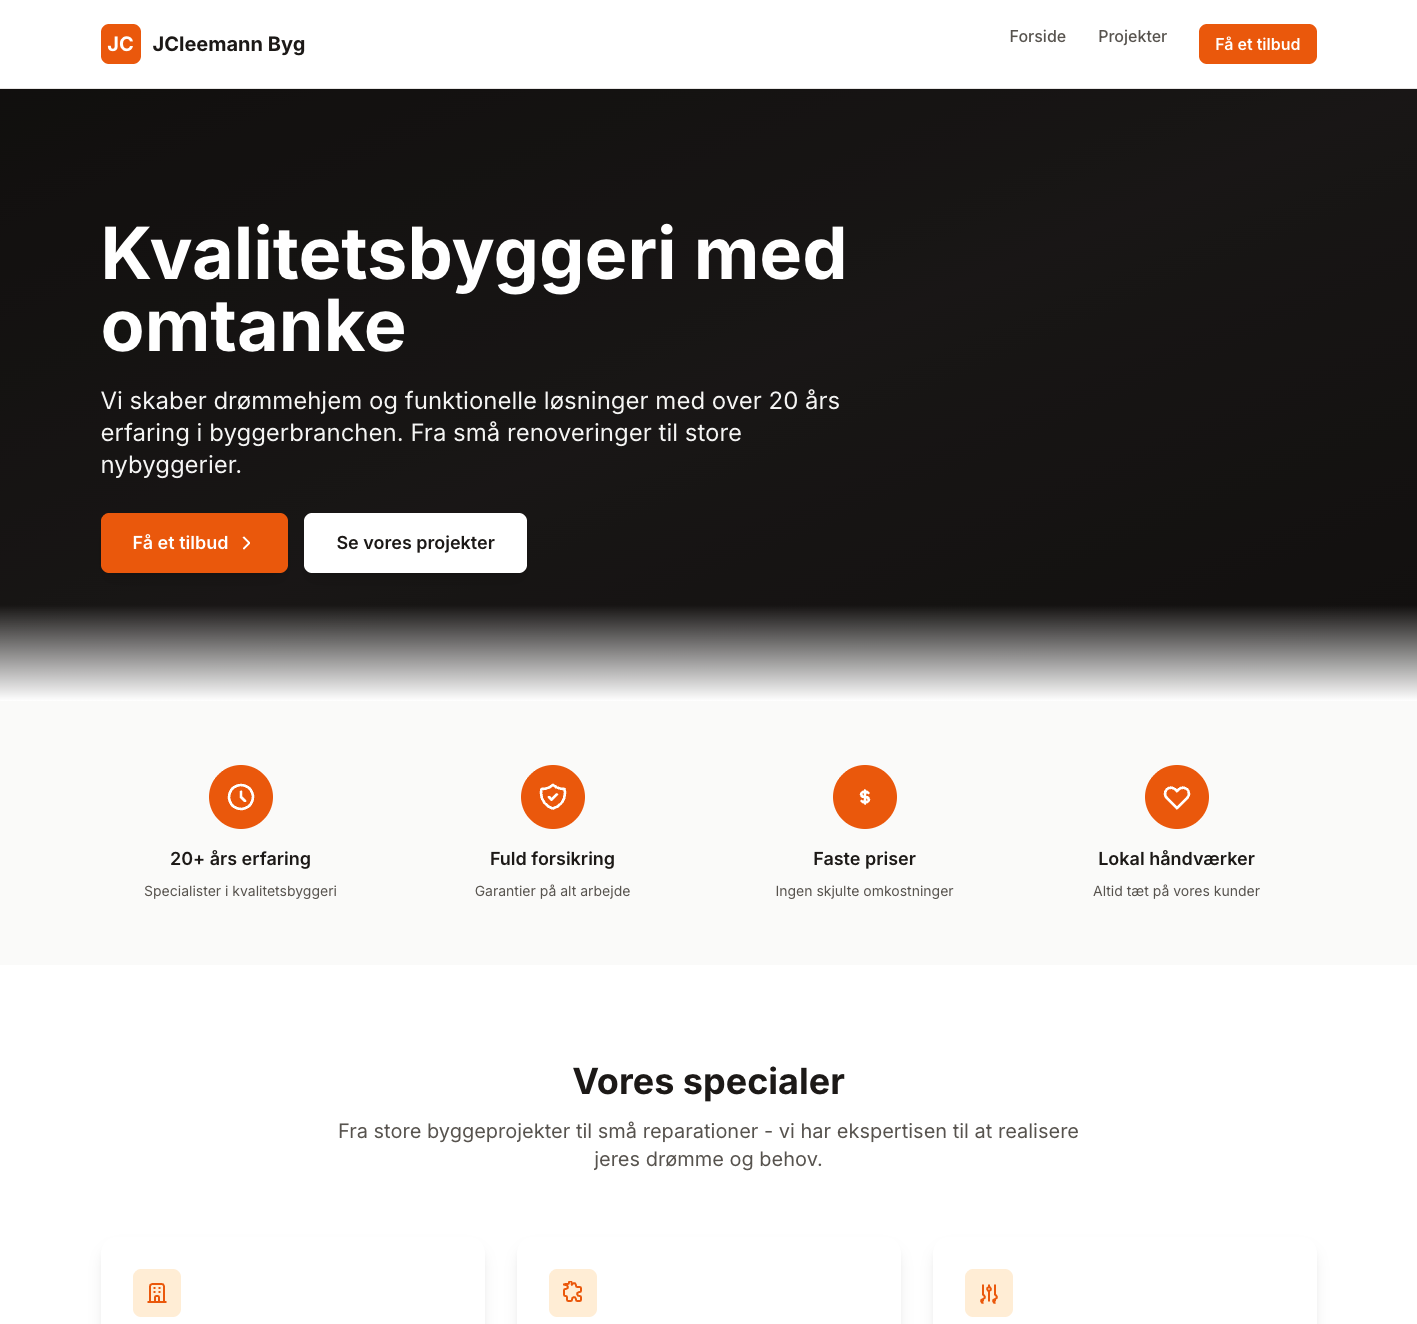 JC JCleemann Byg
Forside Projekter Få et tilbud
Kvalitetsbyggeri med
omtanke
Vi skaber drømmehjem og funktionelle løsninger med over 20 års
erfaring i byggerbranchen. Fra små renoveringer til store
nybyggerier.
Få et tilbud
Se vores projekter
$
20+ års erfaring
Specialister i kvalitetsbyggeri
Fuld forsikring
Garantier på alt arbejde
Faste priser
Ingen skjulte omkostninger
Lokal håndværker
Altid tæt på vores kunder
Vores specialer
Fra store byggeprojekter til små reparationer - vi har ekspertisen til at realisere
jeres drømme og behov.